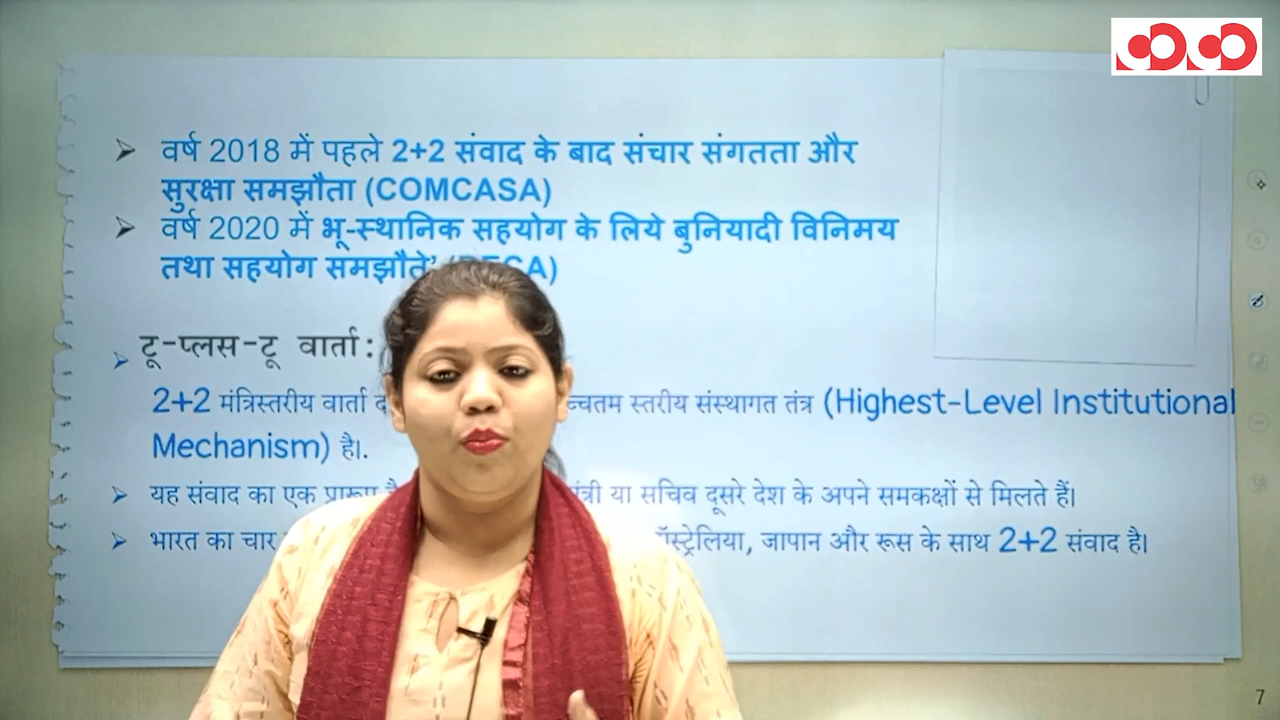 वर्ष 2018 में पहले 2+2 संवाद के बाद संचार संगतता और
सुरक्षा समझौता (COMCASA)
वर्ष 2020 में भू-स्थानिक सहयोग के लिये बुनियादी विनिमय
तथा सहयोग समझौते'
टू-प्लस-टू वार्ता:
2+2 मंत्रिस्तरीय वार्ता स्तरीय संस्थागत तंत्र (Highest-Level Institutional
Mechanism) है।.
यह संवाद का एक या सचिव दूसरे देश के अपने समकक्षों से मिलते हैं।
भारत का चार जापान और रूस के साथ 2+2 संवाद है।
7